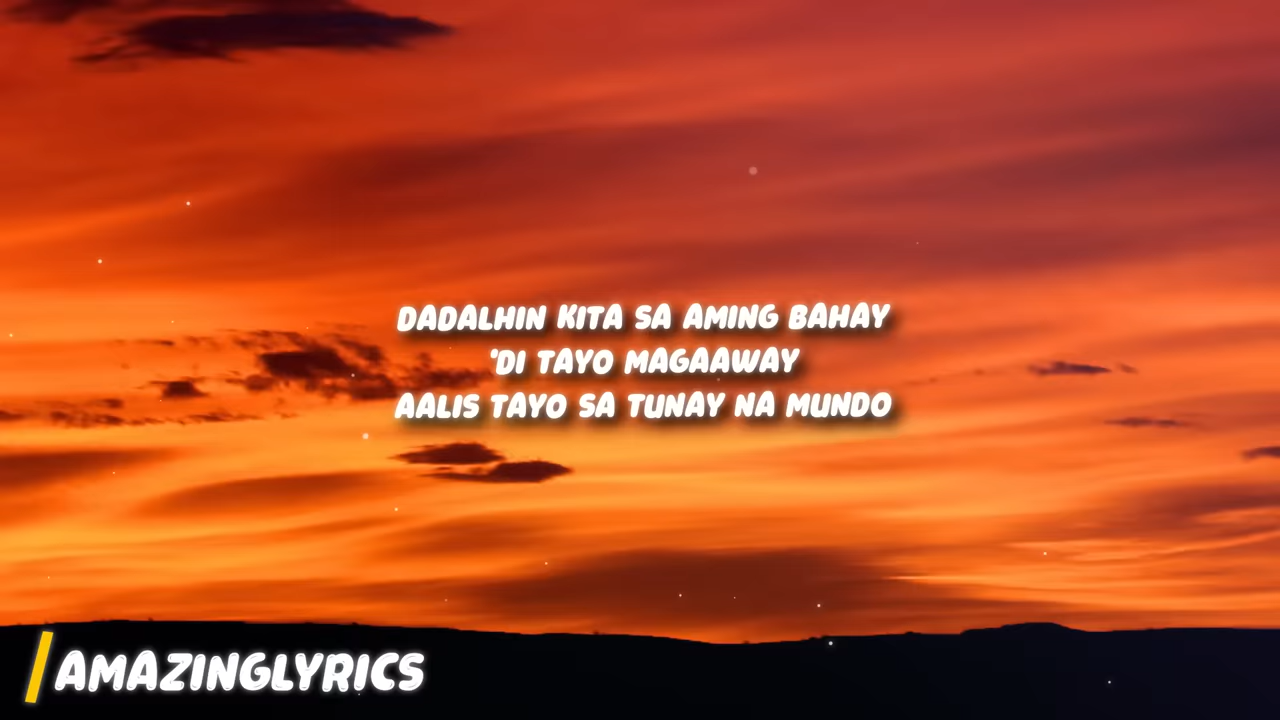 DADALHIN KITA SA AMING BAHAY
'DI TAYO MAGAAWAY
AALIS TAYO SA TUNAY NA MUNDO
AMAZINGLYRICS